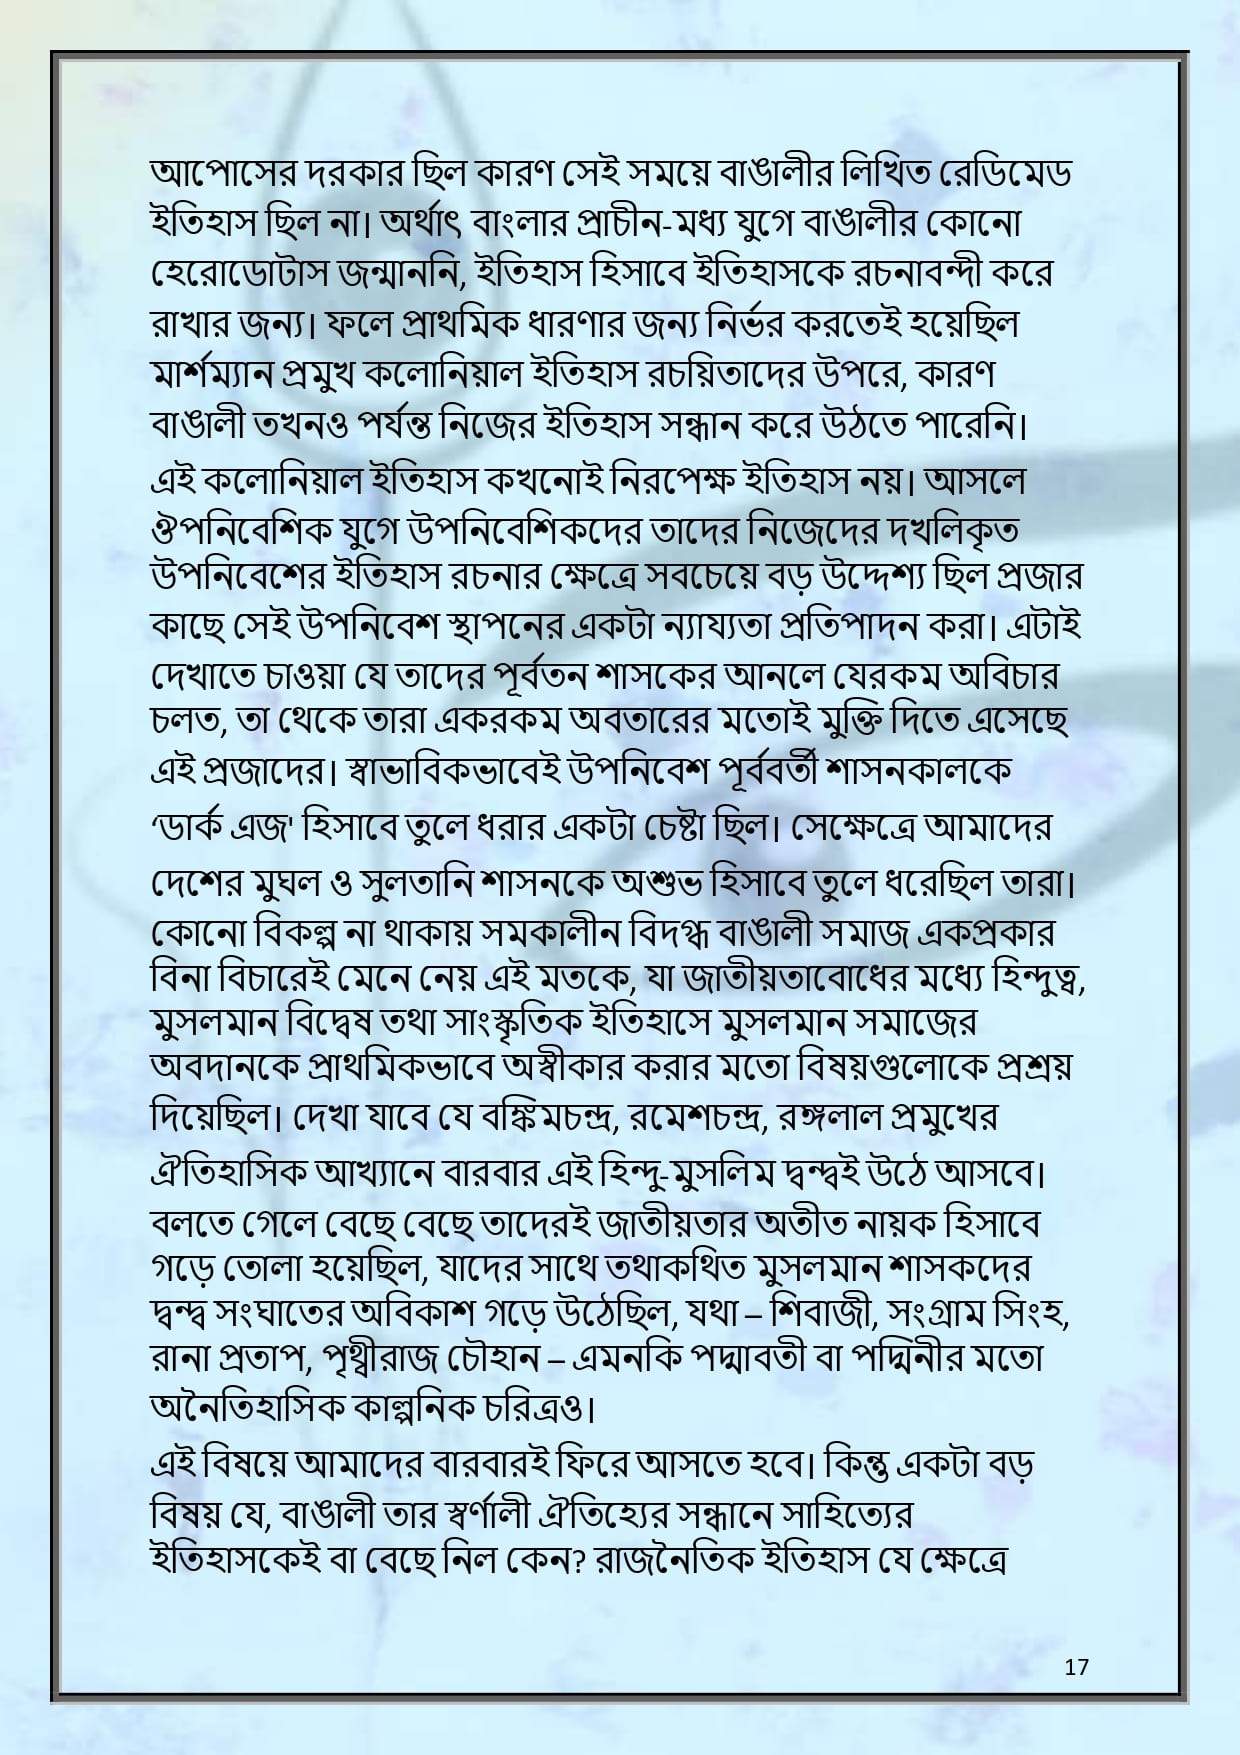 আপোসের দরকার ছিল কারণ সেই সময়ে বাঙালীর লিখিত রেডিমেড
ইতিহাস ছিল না। অর্থাৎ বাংলার প্রাচীন-মধ্য যুগে বাঙালীর কোনো
হেরোডোটাস জন্মাননি, ইতিহাস হিসাবে ইতিহাসকে রচনাবন্দী করে
রাখার জন্য। ফলে প্রাথমিক ধারণার জন্য নির্ভর করতেই হয়েছিল
মার্শম্যান প্রমুখ কলোনিয়াল ইতিহাস রচয়িতাদের উপরে, কারণ
বাঙালী তখনও পর্যন্ত নিজের ইতিহাস সন্ধান করে উঠতে পারেনি।
এই কলোনিয়াল ইতিহাস কখনোই নিরপেক্ষ ইতিহাস নয়। আসলে
ঔপনিবেশিক যুগে উপনিবেশিকদের তাদের নিজেদের দখলিকৃত
উপনিবেশের ইতিহাস রচনার ক্ষেত্রে সবচেয়ে বড় উদ্দেশ্য ছিল প্রজার
কাছে সেই উপনিবেশ স্থাপনের একটা ন্যায্যতা প্রতিপাদন করা। এটাই
দেখাতে চাওয়া যে তাদের পূর্বতন শাসকের আনলে যেরকম অবিচার
চলত, তা থেকে তারা একরকম অবতারের মতোই মুক্তি দিতে এসেছে
এই প্রজাদের। স্বাভাবিকভাবেই উপনিবেশ পূর্ববর্তী শাসনকালকে
‘ডার্ক এজ' হিসাবে তুলে ধরার একটা চেষ্টা ছিল। সেক্ষেত্রে আমাদের
দেশের মুঘল ও সুলতানি শাসনকে অশুভ হিসাবে তুলে ধরেছিল তারা।
কোনো বিকল্প না থাকায় সমকালীন বিদগ্ধ বাঙালী সমাজ একপ্রকার
বিনা বিচারেই মেনে নেয় এই মতকে, যা জাতীয়তাবোধের মধ্যে হিন্দুত্ব,
মুসলমান বিদ্বেষ তথা সাংস্কৃতিক ইতিহাসে মুসলমান সমাজের
অবদানকে প্রাথমিকভাবে অস্বীকার করার মতো বিষয়গুলোকে প্রশ্রয়
দিয়েছিল। দেখা যাবে যে বঙ্কিমচন্দ্র, রমেশচন্দ্র, রঙ্গলাল প্রমুখের
ঐতিহাসিক আখ্যানে বারবার এই হিন্দু-মুসলিম দ্বন্দ্বই উঠে আসবে।
বলতে গেলে বেছে বেছে তাদেরই জাতীয়তার অতীত নায়ক হিসাবে
গড়ে তোলা হয়েছিল, যাদের সাথে তথাকথিত মুসলমান শাসকদের
দ্বন্দ্ব সংঘাতের অবিকাশ গড়ে উঠেছিল, যথা – শিবাজী, সংগ্রাম সিংহ,
রানা প্রতাপ, পৃথ্বীরাজ চৌহান – এমনকি পদ্মাবতী বা পদ্মিনীর মতো
অনৈতিহাসিক কাল্পনিক চরিত্রও।
এই বিষয়ে আমাদের বারবারই ফিরে আসতে হবে। কিন্তু একটা বড়
বিষয় যে, বাঙালী তার স্বর্ণালী ঐতিহ্যের সন্ধানে সাহিত্যের
ইতিহাসকেই বা বেছে নিল কেন? রাজনৈতিক ইতিহাস যে ক্ষেত্রে
17